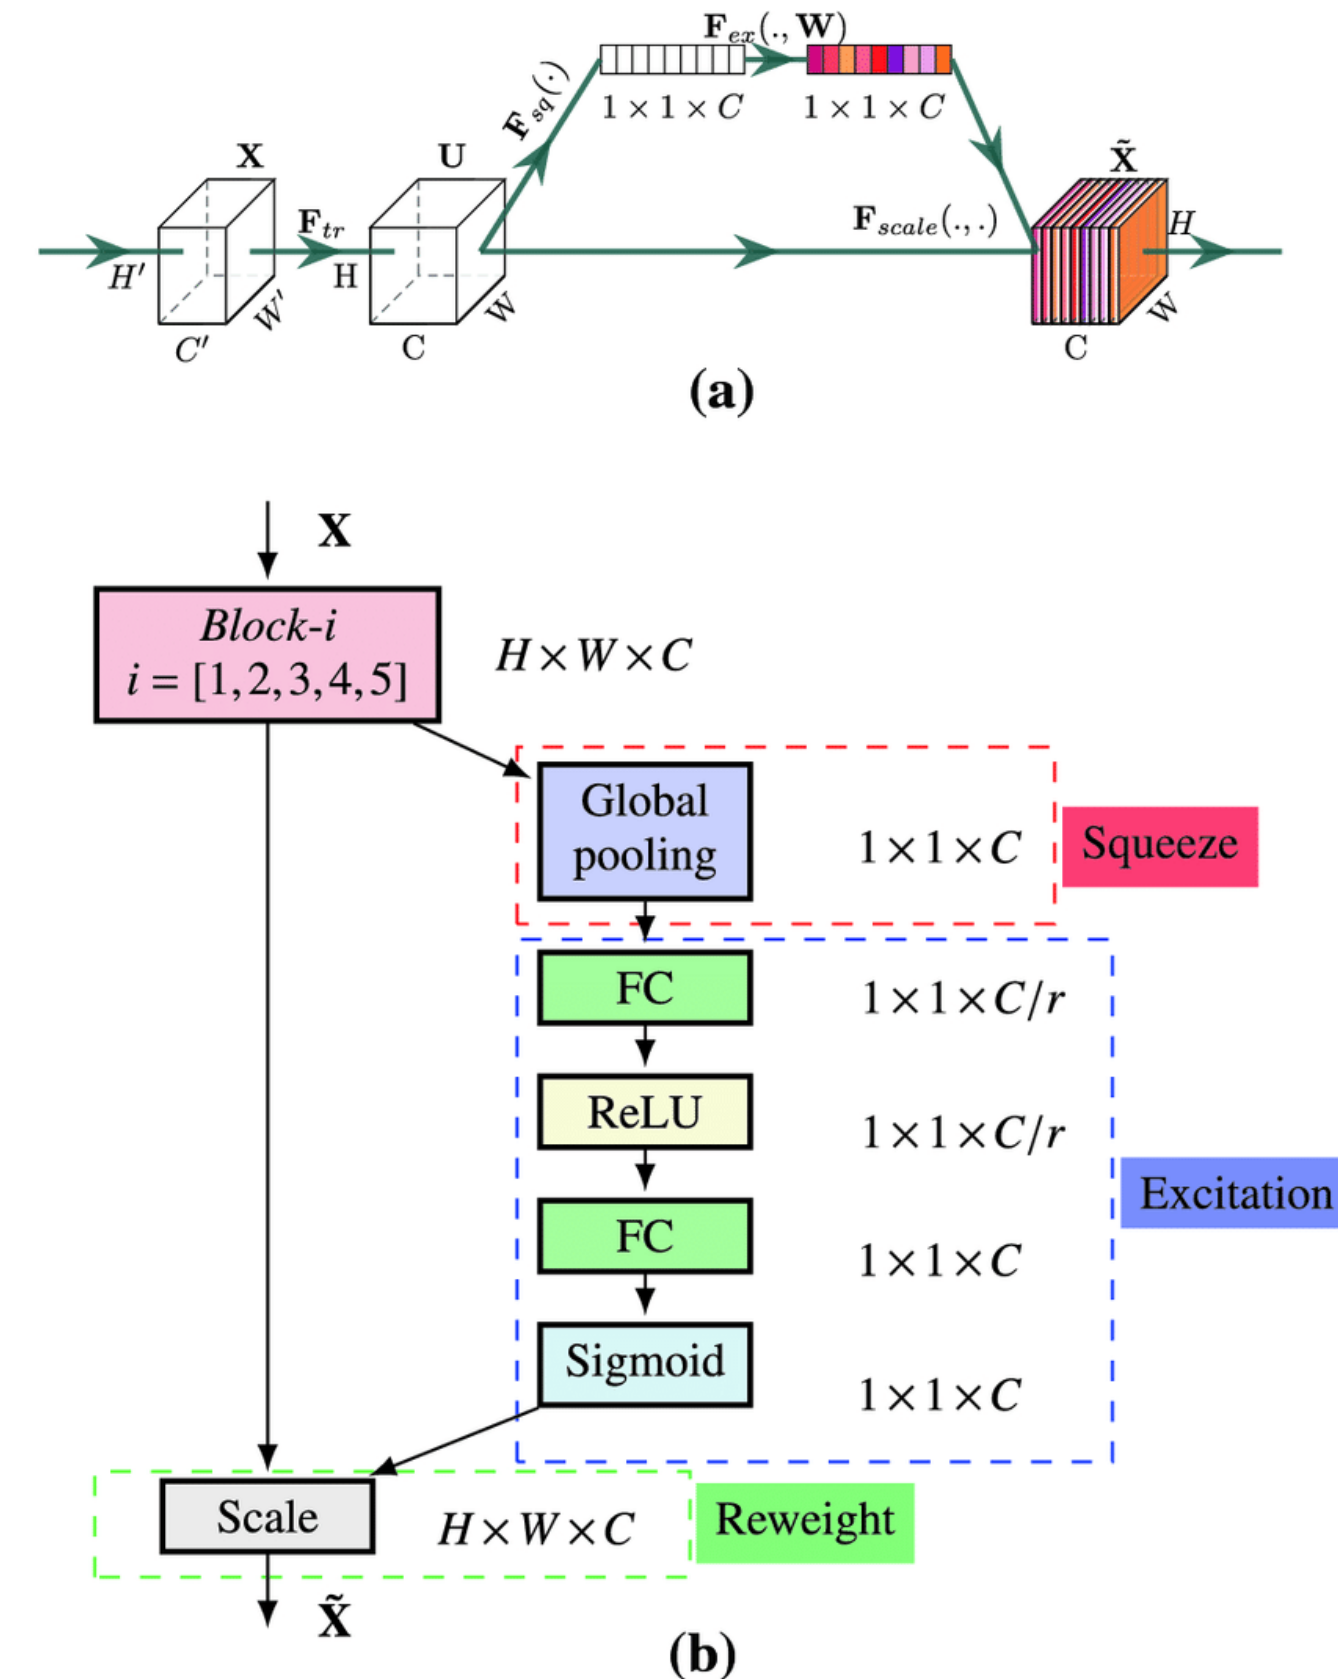 F_ex(., W)
F_sq(·)
1 × 1 × C
1 × 1 × C
X
U
X̃
F_tr
F_scale(., .)
H
H′
H
W′
W
W
C′
C
C
(a)
X
Block-i
i = [1, 2, 3, 4, 5]
H × W × C
Global
pooling
1 × 1 × C
Squeeze
FC
1 × 1 × C/r
ReLU
1 × 1 × C/r
Excitation
FC
1 × 1 × C
Sigmoid
1 × 1 × C
Scale
H × W × C
Reweight
X̃
(b)